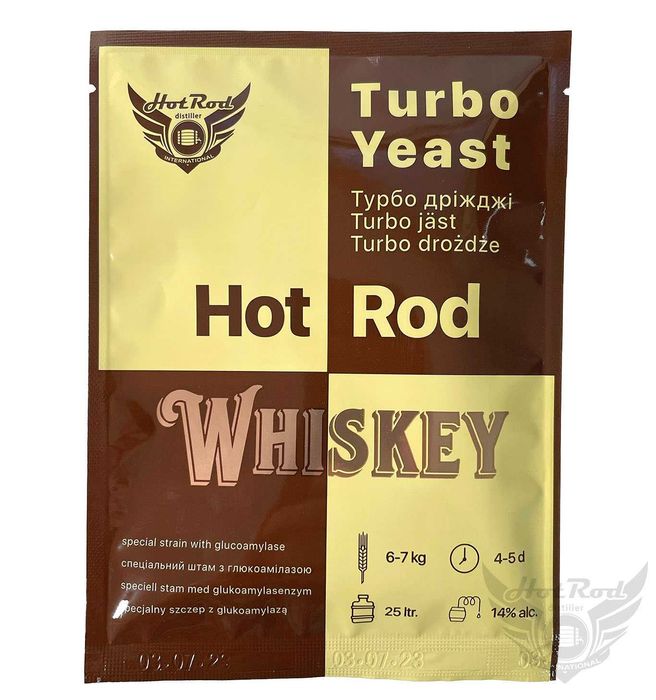 Hot Rod
distiller
INTERNATIONAL
Turbo
Yeast
Турбо дріжджі
Turbo jäst
Turbo drożdże
Hot Rod
WHISKEY
special strain with glucoamylase
спеціальний штам з глюкоамілазою
speciell stam med glukoamylasenzym
specjalny szczep z glukoamylazą
6-7 kg
4-5 d
25 ltr.
14% alc.
03.07.23
03.07.23
03
Hot Rod
distiller
INTERNATIONAL